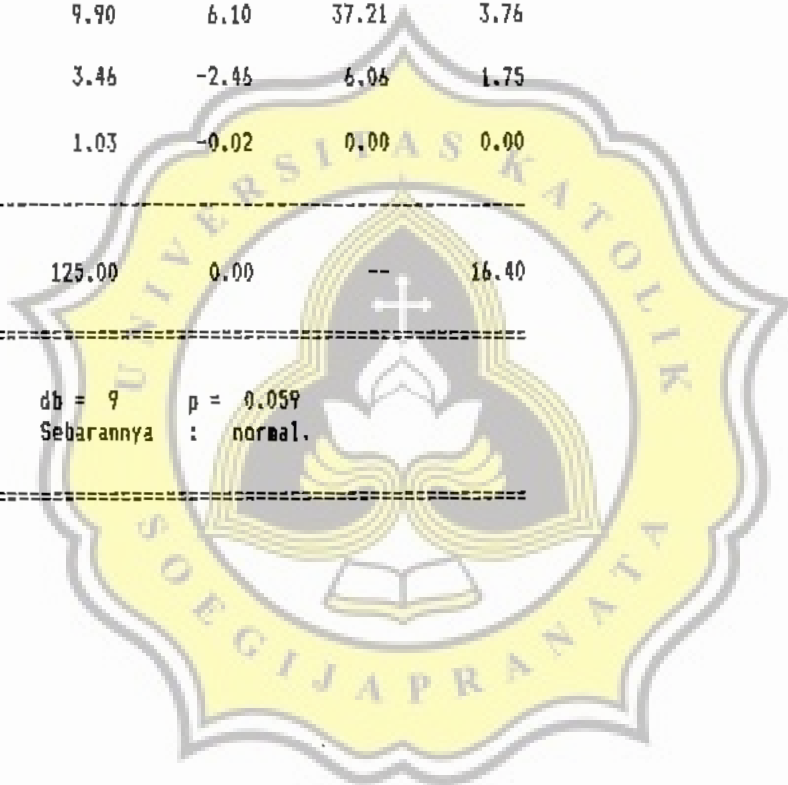 9.90 6.10 37.21 3.76
3.46 -2.46 6.06 1.75
1.03 -0.02 0.00 0.00
125.00 0.00 -- 16.40
db = 9 p = 0.059
Sebarannya : normal.
UNIVERSITAS KATOLIK
SOEGIJAPRANATA